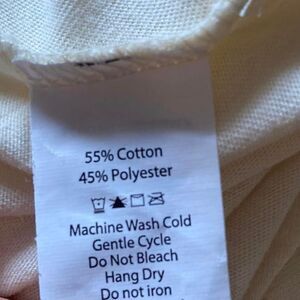 55% Cotton
45% Polyester
Machine Wash Cold
Gentle Cycle
Do Not Bleach
Hang Dry
Do not iron